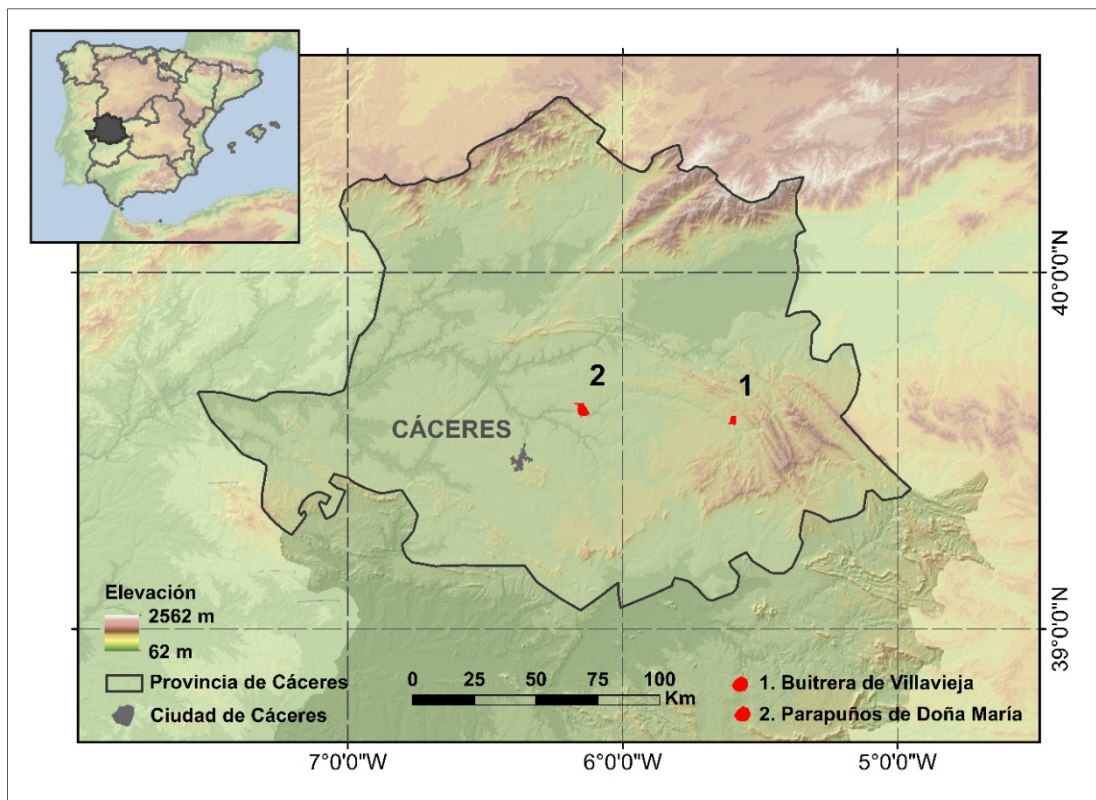 2
1
CÁCERES
40°0'0"N
39°0'0"N
Elevación
2562 m
62 m
Provincia de Cáceres
Ciudad de Cáceres
0 25 50 75 100
Km
1. Buitrera de Villavieja
2. Parapuños de Doña María
7°0'0"W 6°0'0"W 5°0'0"W